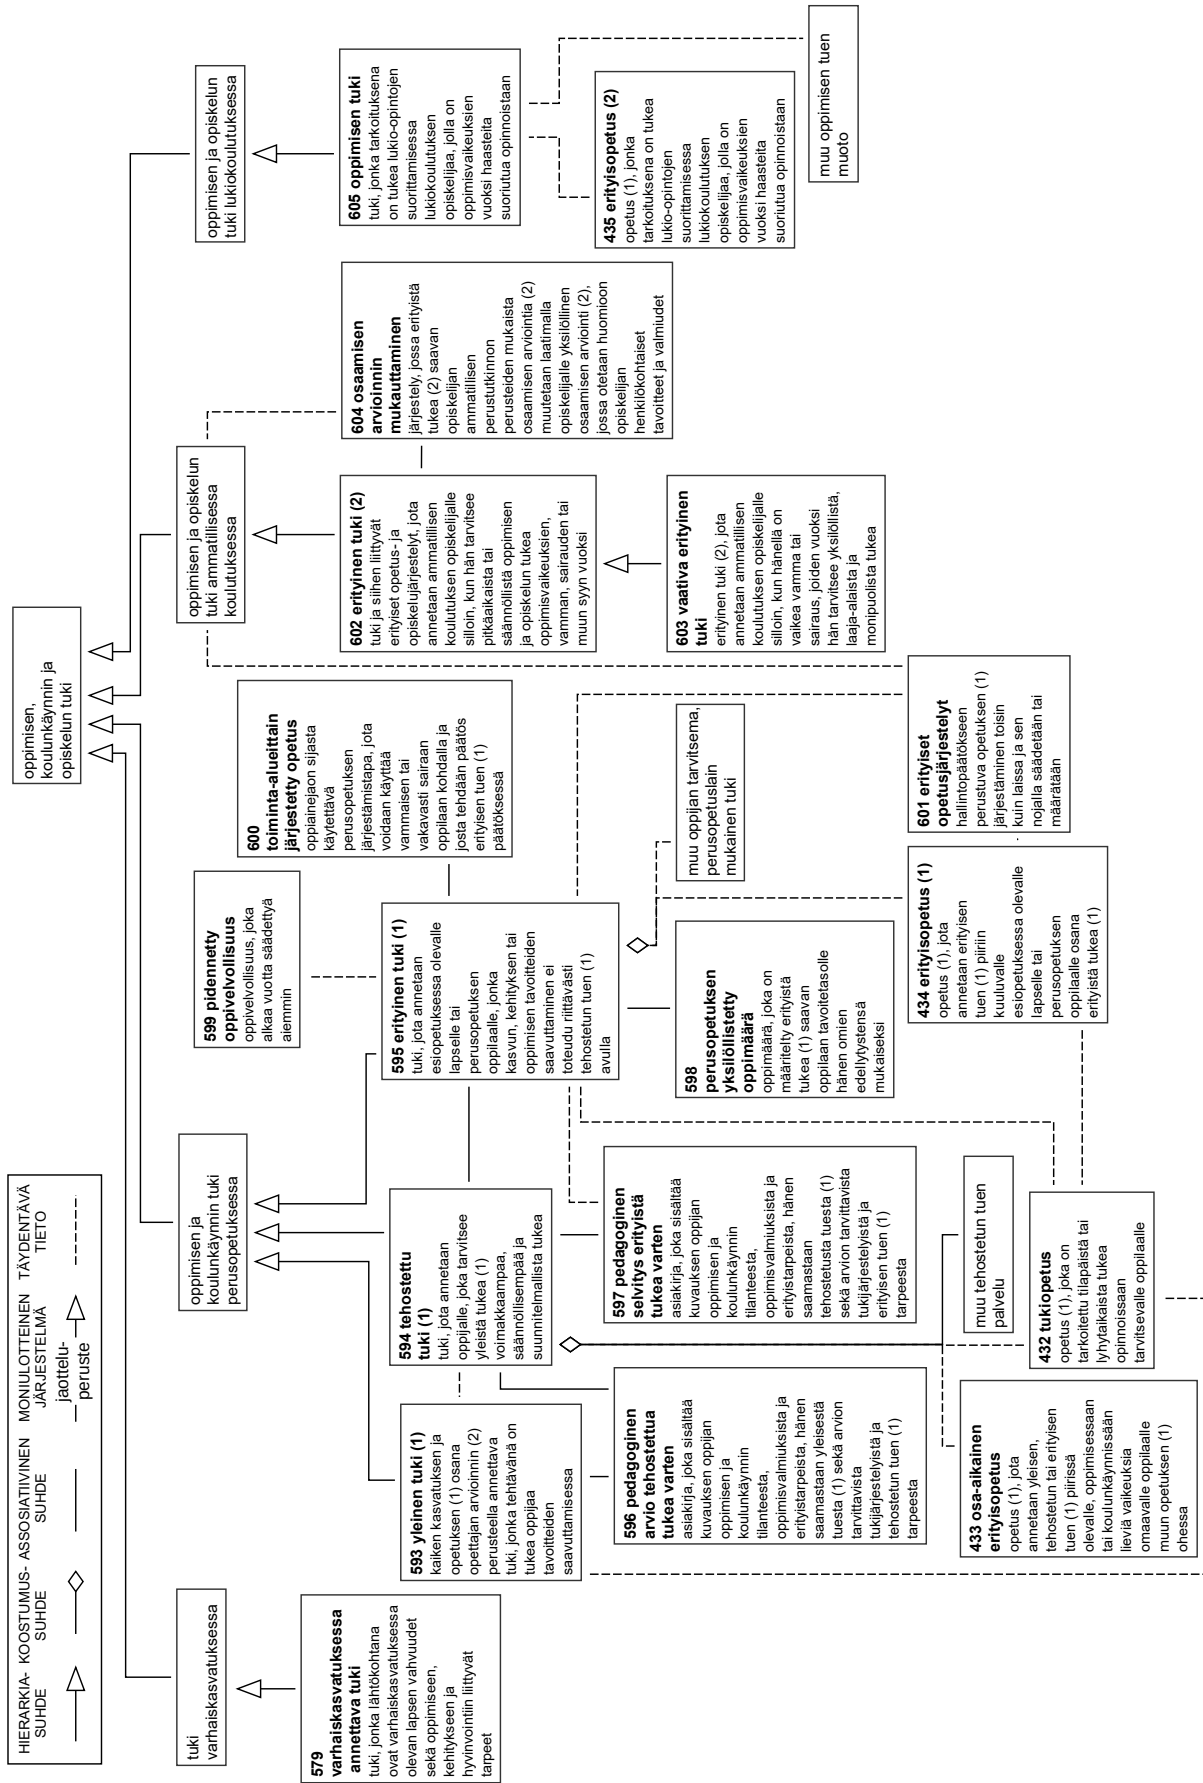 HIERARKIA-
SUHDE
KOOSTUMUS-
SUHDE
ASSOSIATIIVINEN
SUHDE
MONIULOTTEINEN
JÄRJESTELMÄ
jaottelu-
peruste
TÄYDENTÄVÄ
TIETO
oppimisen,
koulunkäynnin ja
opiskelun tuki
tuki
varhaiskasvatuksessa
oppimisen ja
koulunkäynnin tuki
perusopetuksessa
oppimisen ja opiskelun
tuki ammatillisessa
koulutuksessa
oppimisen ja opiskelun
tuki lukiokoulutuksessa
579
varhaiskasvatuksessa
annettava tuki
tuki, jonka lähtökohtana
ovat varhaiskasvatuksessa
olevan lapsen vahvuudet
sekä oppimiseen,
kehitykseen ja
hyvinvointiin liittyvät
tarpeet
593 yleinen tuki (1)
kaiken kasvatuksen ja
opetuksen (1) osana
opettajan arvioinnin (2)
perusteella annettava
tuki, jonka tehtävänä on
tukea oppijaa
tavoitteiden
saavuttamisessa
594 tehostettu
tuki (1)
tuki, jota annetaan
oppijalle, joka tarvitsee
yleistä tukea (1)
voimakkaampaa,
säännöllisempää ja
suunnitelmallista tukea
595 erityinen tuki (1)
tuki, jota annetaan
esiopetuksessa olevalle
lapselle tai
perusopetuksen
oppilaalle, jonka
kasvun, kehityksen tai
oppimisen tavoitteiden
saavuttaminen ei
toteudu riittävästi
tehostetun tuen (1)
avulla
599 pidennetty
oppivelvollisuus
oppivelvollisuus, joka
alkaa vuotta säädettyä
aiemmin
600
toiminta-alueittain
järjestetty opetus
oppiainejaon sijasta
käytettävä
perusopetuksen
järjestämistapa, jota
voidaan käyttää
vammaisen tai
vakavasti sairaan
oppilaan kohdalla ja
josta tehdään päätös
erityisen tuen (1)
päätöksessä
602 erityinen tuki (2)
tuki ja siihen liittyvät
erityiset opetus- ja
opiskelujärjestelyt, jota
annetaan ammatillisen
koulutuksen opiskelijalle
silloin, kun hän tarvitsee
pitkäaikaista tai
säännöllistä oppimisen
ja opiskelun tukea
oppimisvaikeuksien,
vamman, sairauden tai
muun syyn vuoksi
604 osaamisen
arvioinnin
mukauttaminen
järjestely, jossa erityistä
tukea (2) saavan
opiskelijan
ammatillisen
perustutkinnon
perusteiden mukaista
osaamisen arviointia (2)
muutetaan laatimalla
opiskelijalle yksilöllinen
osaamisen arviointi (2),
jossa otetaan huomioon
opiskelijan
henkilökohtaiset
tavoitteet ja valmiudet
605 oppimisen tuki
tuki, jonka tarkoituksena
on tukea lukio-opintojen
suorittamisessa
lukiokoulutuksen
opiskelijaa, jolla on
oppimisvaikeuksien
vuoksi haasteita
suoriutua opinnoistaan
596 pedagoginen
arvio tehostettua
tukea varten
asiakirja, joka sisältää
kuvauksen oppijan
oppimisen ja
koulunkäynnin
tilanteesta,
oppimisvalmiuksista ja
erityistarpeista, hänen
saamastaan yleisestä
tuesta (1) sekä arvion
tarvittavista
tukijärjestelyistä ja
tehostetun tuen (1)
tarpeesta
597 pedagoginen
selvitys erityistä
tukea varten
asiakirja, joka sisältää
kuvauksen oppijan
oppimisen ja
koulunkäynnin
tilanteesta,
oppimisvalmiuksista ja
erityistarpeista, hänen
saamastaan
tehostetusta tuesta (1)
sekä arvion tarvittavista
tukijärjestelyistä ja
erityisen tuen (1)
tarpeesta
598
perusopetuksen
yksilöllistetty
oppimäärä
oppimäärä, joka on
määritelty erityistä
tukea (1) saavan
oppilaan tavoitetasolle
hänen omien
edellytystensä
mukaiseksi
muu oppijan tarvitsema,
perusopetuslain
mukainen tuki
603 vaativa erityinen
tuki
erityinen tuki (2), jota
annetaan ammatillisen
koulutuksen opiskelijalle
silloin, kun hänellä on
vaikea vamma tai
sairaus, joiden vuoksi
hän tarvitsee yksilöllistä,
laaja-alaista ja
monipuolista tukea
435 erityisopetus (2)
opetus (1), jonka
tarkoituksena on tukea
lukio-opintojen
suorittamisessa
lukiokoulutuksen
opiskelijaa, jolla on
oppimisvaikeuksien
vuoksi haasteita
suoriutua opinnoistaan
muu oppimisen tuen
muoto
433 osa-aikainen
erityisopetus
opetus (1), jota
annetaan yleisen,
tehostetun tai erityisen
tuen (1) piirissä
olevalle, oppimisessaan
tai koulunkäynnissään
lieviä vaikeuksia
omaavalle oppilaalle
muun opetuksen (1)
ohessa
432 tukiopetus
opetus (1), joka on
tarkoitettu tilapäistä tai
lyhytaikaista tukea
opinnoissaan
tarvitsevalle oppilaalle
muu tehostetun tuen
palvelu
434 erityisopetus (1)
opetus (1), jota
annetaan erityisen
tuen (1) piiriin
kuuluvalle
esiopetuksessa olevalle
lapselle tai
perusopetuksen
oppilaalle osana
erityistä tukea (1)
601 erityiset
opetusjärjestelyt
hallintopäätökseen
perustuva opetuksen (1)
järjestäminen toisin
kuin laissa ja sen
nojalla säädetään tai
määrätään